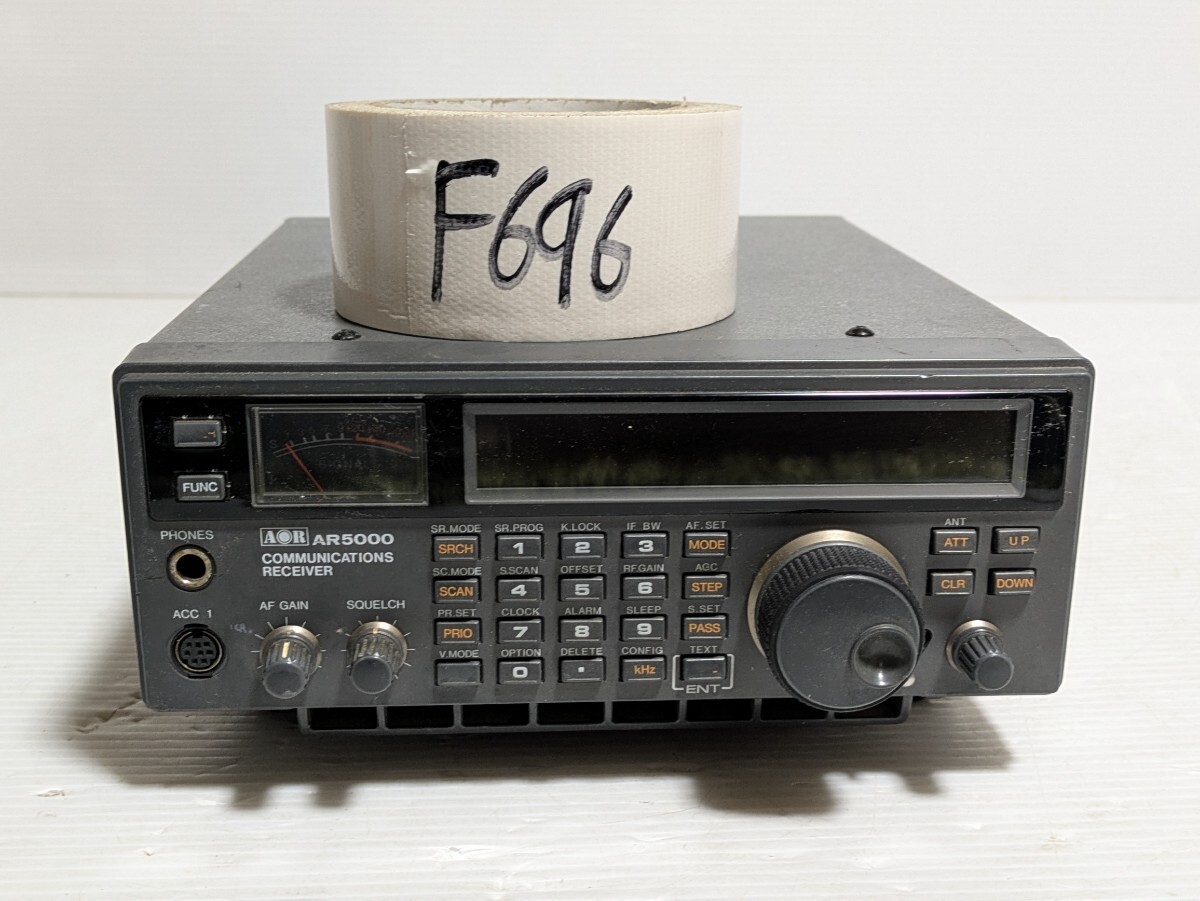 F696
FUNC
S
PHONES
AOR AR5000
COMMUNICATIONS
RECEIVER
ACC 1
AF GAIN
SQUELCH
SR.MODE SR.PROG K.LOCK IF BW AF.SET
SRCH 1 2 3 MODE
SC.MODE S.SCAN OFFSET RF.GAIN AGC
SCAN 4 5 6 STEP
PR.SET CLOCK ALARM SLEEP S.SET
PRIO 7 8 9 PASS
V.MODE OPTION DELETE CONFIG TEXT
0 . kHz
ENT
ANT
ATT UP
CLR DOWN